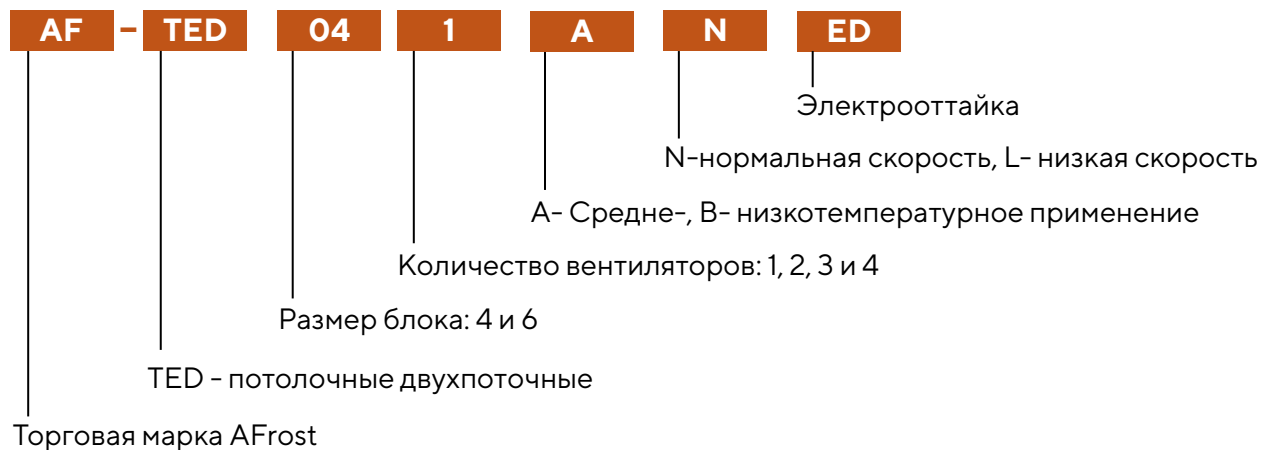 AF - TED 04 1 A N ED
Электрооттайка
N-нормальная скорость, L- низкая скорость
A- Средне-, B- низкотемпературное применение
Количество вентиляторов: 1, 2, 3 и 4
Размер блока: 4 и 6
TED - потолочные двухпоточные
Торговая марка AFrost